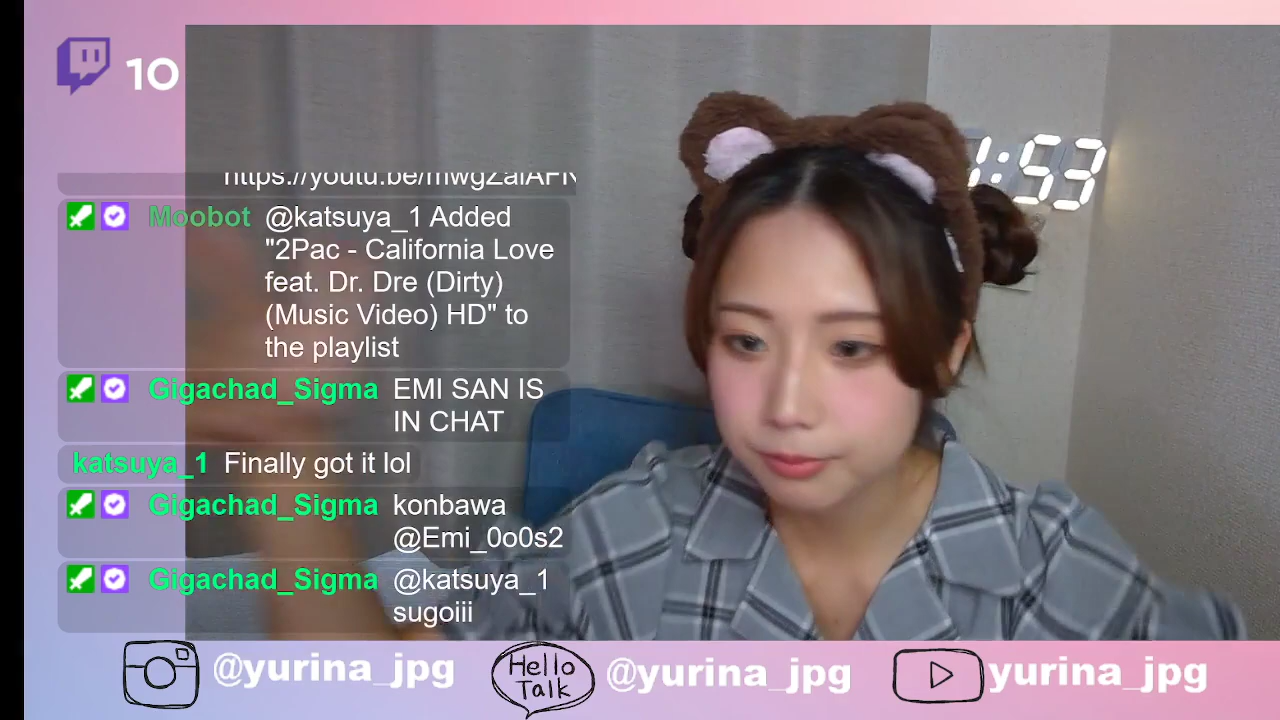 10
Moobot @katsuya_1 Added
"2Pac - California Love
feat. Dr. Dre (Dirty)
(Music Video) HD" to
the playlist
Gigachad_Sigma EMI SAN IS
IN CHAT
katsuya_1 Finally got it lol
Gigachad_Sigma konbawa
@Emi_0o0s2
Gigachad_Sigma @katsuya_1
sugoiii
:53
@yurina_jpg
Hello
Talk
@yurina_jpg
yurina_jpg